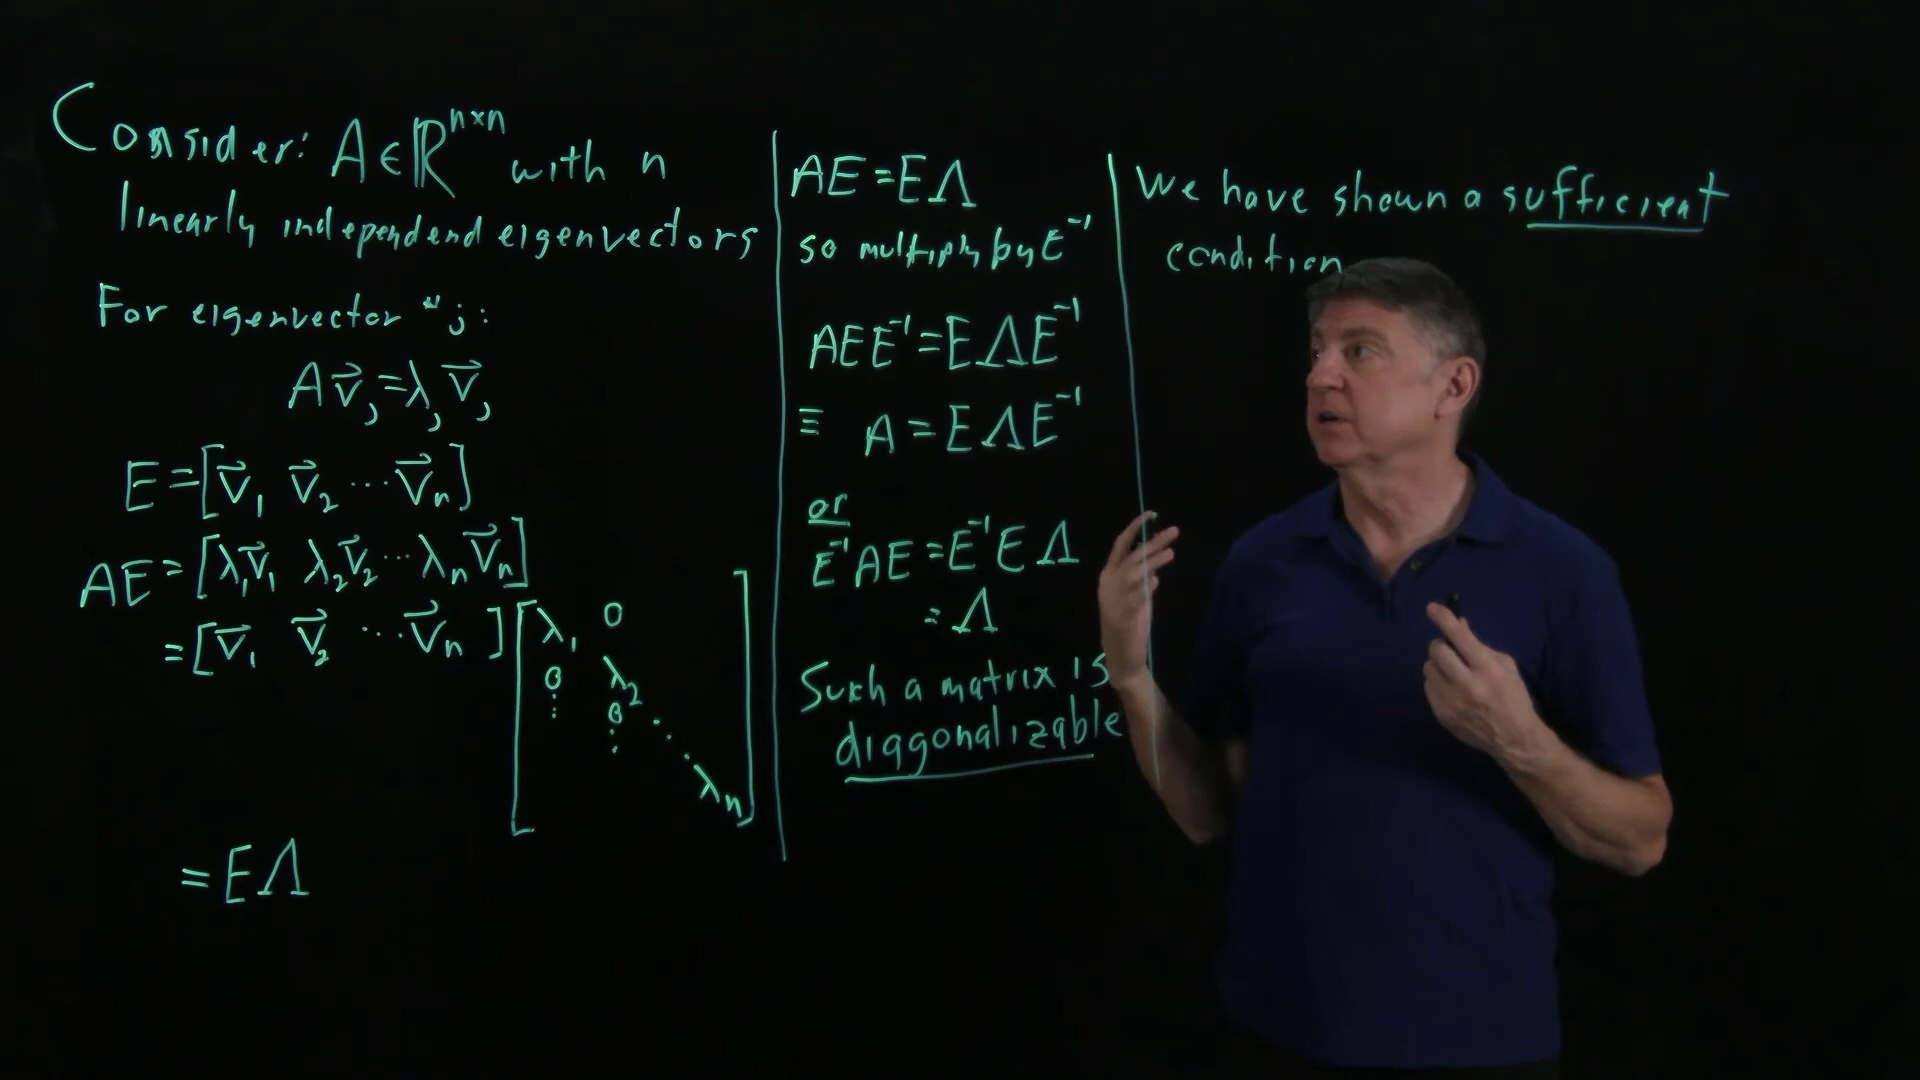 Consider: A∈ℝⁿˣⁿ with n
linearly independend eigenvectors
For eigenvector "j:
Av⃗ⱼ=λⱼv⃗ⱼ
E=[v⃗₁ v⃗₂ ⋯ v⃗ₙ]
AE=[λ₁v⃗₁ λ₂v⃗₂ ⋯ λₙv⃗ₙ]
=[v⃗₁ v⃗₂ ⋯ v⃗ₙ] [λ₁ 0
0 λ₂
⋮ 0 ⋱
⋮
λₙ]
=EΛ
AE=EΛ
so multiply by E⁻¹
AEE⁻¹=EΛE⁻¹
≡ A=EΛE⁻¹
or
E⁻¹AE=E⁻¹EΛ
=Λ
Such a matrix is
diagonalizable
We have shown a sufficient
condition